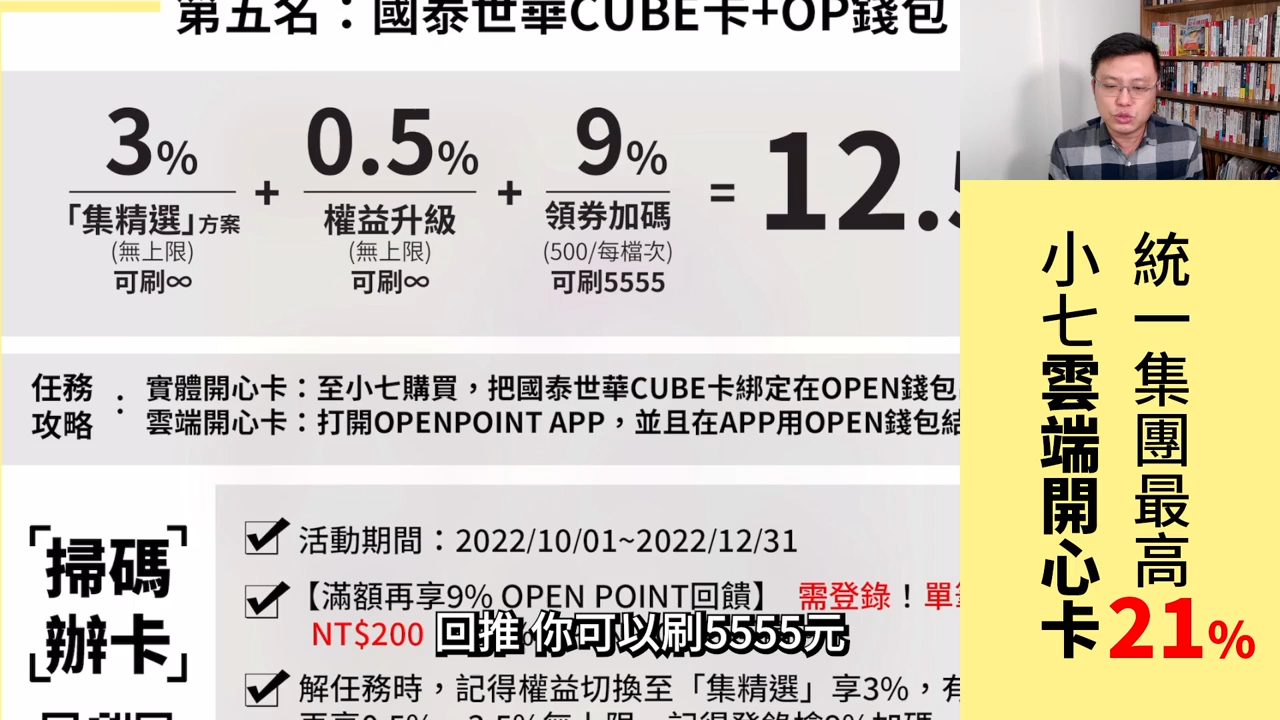 第五名：國泰世華CUBE卡+OP錢包
3% + 0.5% + 9% = 12.
「集精選」方案 權益升級 領券加碼
(無上限) (無上限) (500/每檔次)
可刷∞ 可刷∞ 可刷5555
任務攻略：
實體開心卡：至小七購買，把國泰世華CUBE卡綁定在OPEN錢包
雲端開心卡：打開OPENPOINT APP，並且在APP用OPEN錢包結
掃碼
辦卡
活動期間：2022/10/01~2022/12/31
【滿額再享9% OPEN POINT回饋】 需登錄！單
NT$200
回推 你可以刷5555元
解任務時，記得權益切換至「集精選」享3%，有
統一集團最高
小七雲端開心卡
21%